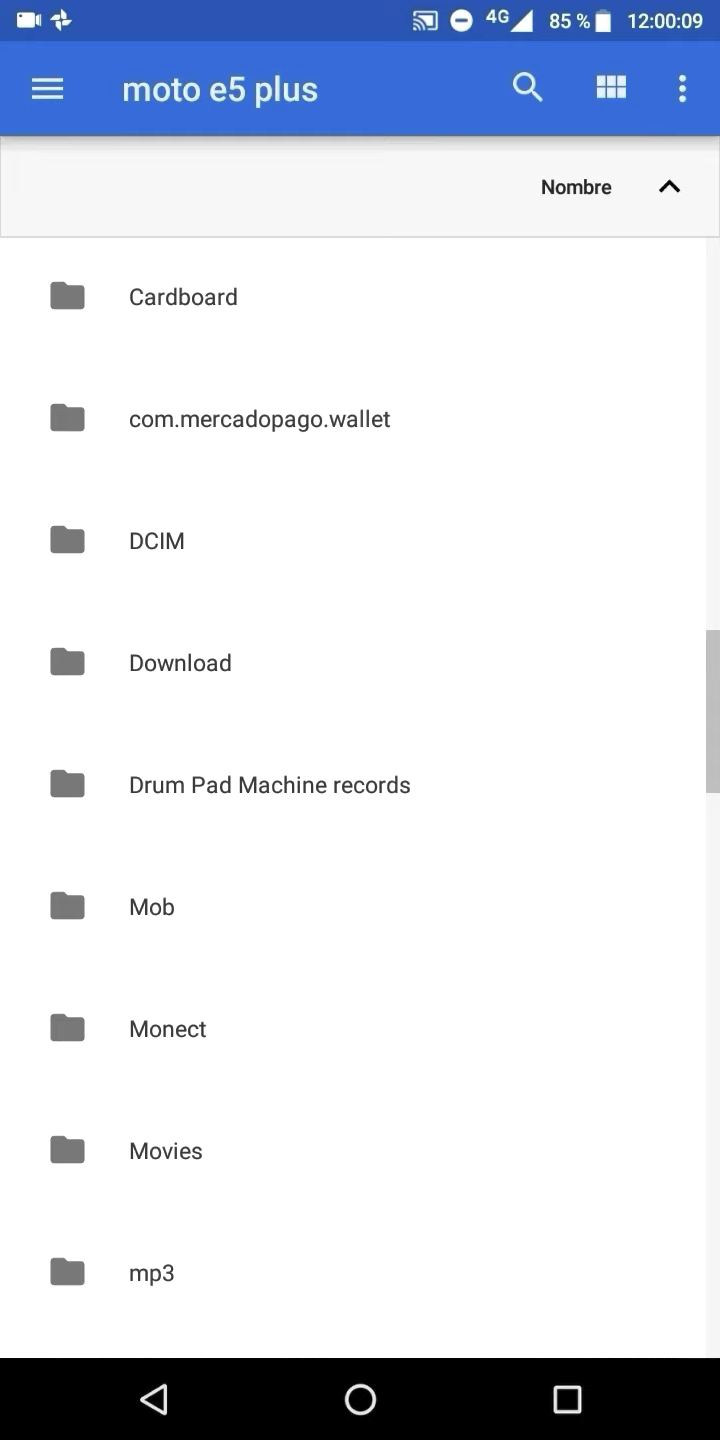 4G 85 % 12:00:09
moto e5 plus
Nombre
Cardboard
com.mercadopago.wallet
DCIM
Download
Drum Pad Machine records
Mob
Monect
Movies
mp3